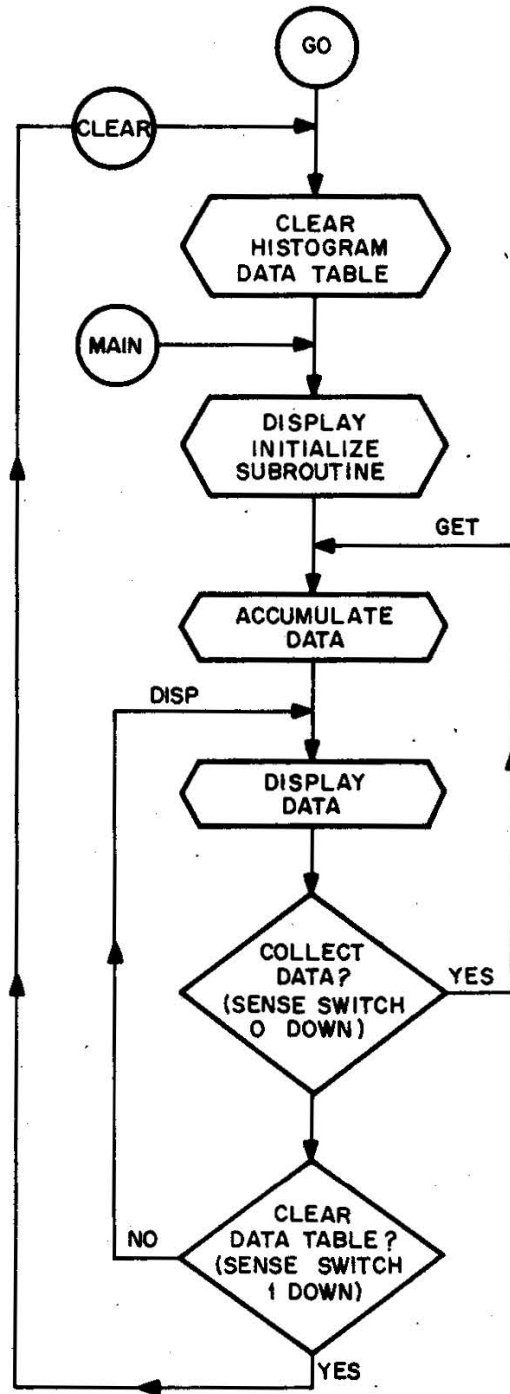 GO
CLEAR
CLEAR
HISTOGRAM
DATA TABLE
MAIN
DISPLAY
INITIALIZE
SUBROUTINE
GET
ACCUMULATE
DATA
DISP
DISPLAY
DATA
COLLECT
DATA?
(SENSE SWITCH
0 DOWN)
YES
CLEAR
DATA TABLE?
(SENSE SWITCH
1 DOWN)
NO
YES